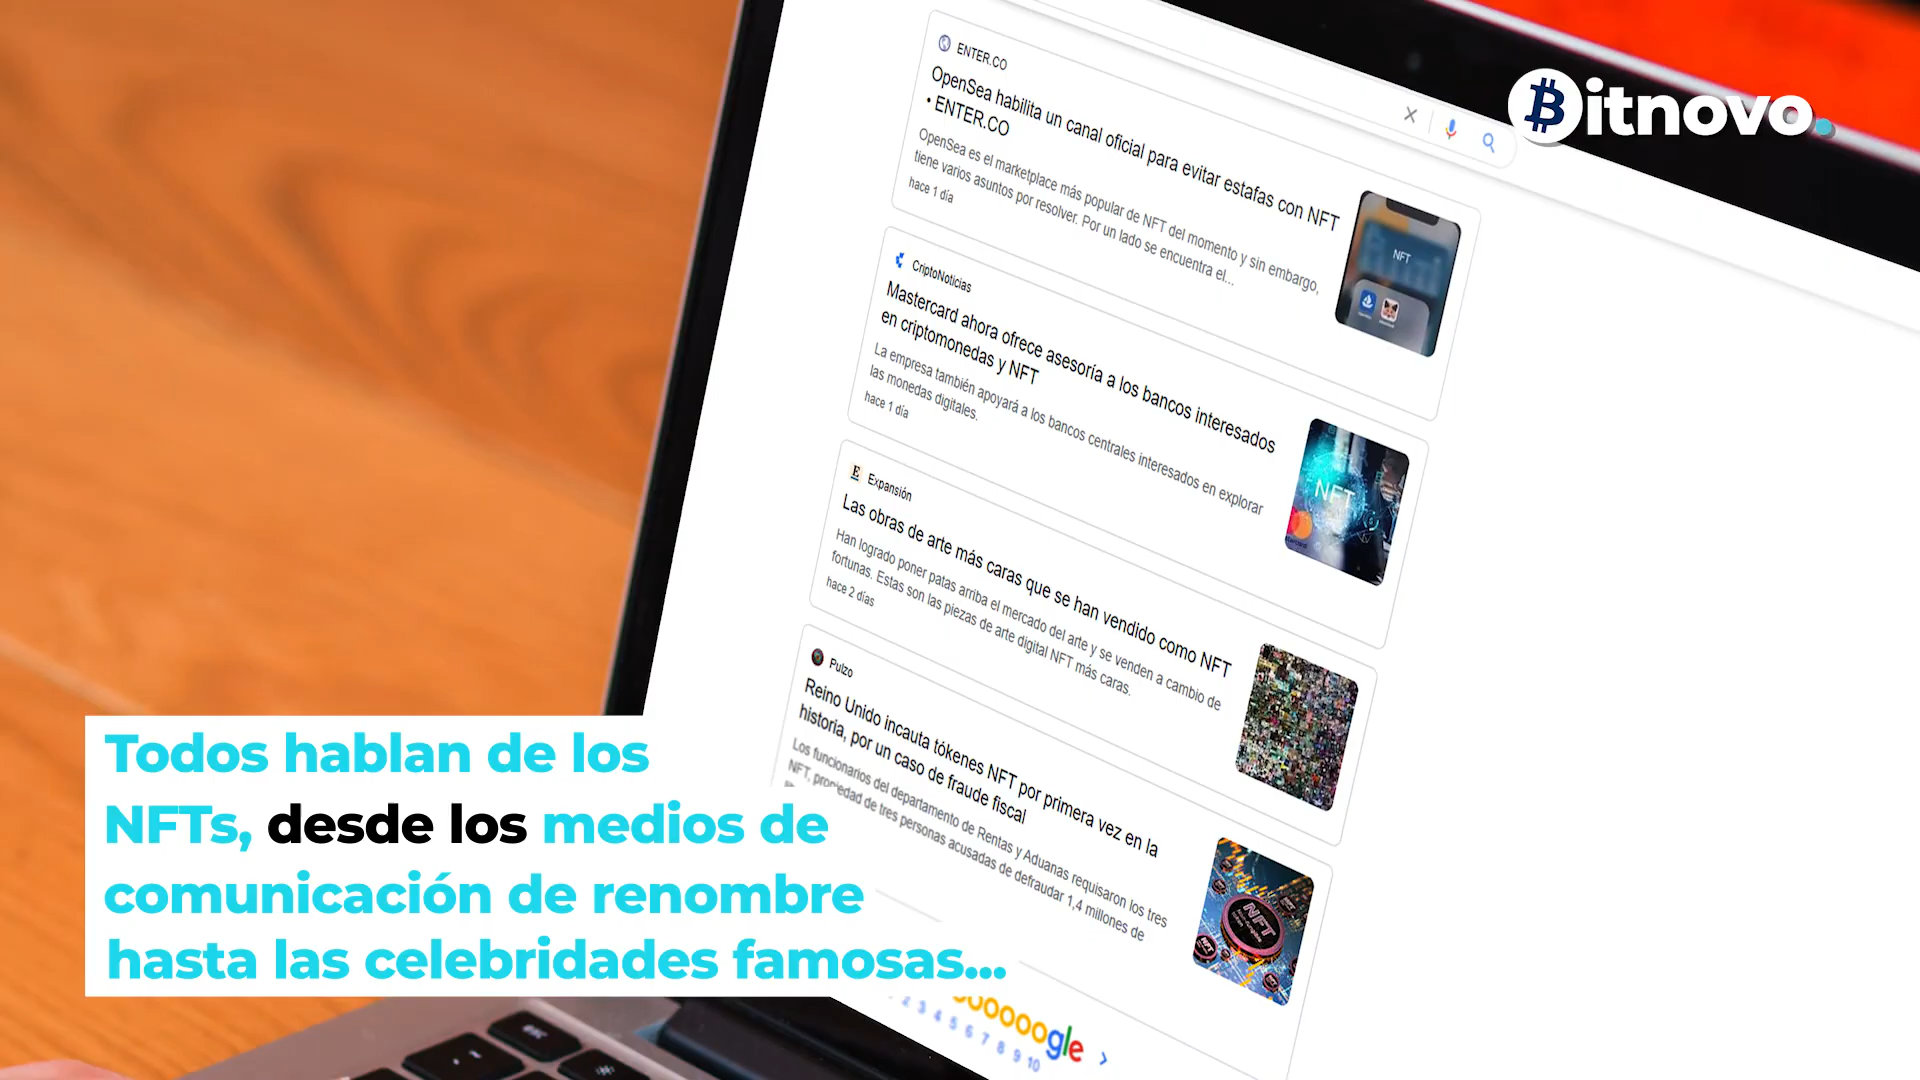 Bitnovo.
ENTER.CO
OpenSea habilita un canal oficial para evitar estafas con NFT
• ENTER.CO
OpenSea es el marketplace más popular de NFT del momento y sin embargo,
tiene varios asuntos por resolver. Por un lado se encuentra el...
hace 1 día
NFT
CriptoNoticias
Mastercard ahora ofrece asesoría a los bancos interesados
en criptomonedas y NFT
La empresa también apoyará a los bancos centrales interesados en explorar
las monedas digitales.
hace 1 día
NFT
Expansión
Las obras de arte más caras que se han vendido como NFT
Han logrado poner patas arriba el mercado del arte y se venden a cambio de
fortunas. Estas son las piezas de arte digital NFT más caras.
hace 2 días
Pulzo
Reino Unido incauta tókenes NFT por primera vez en la
historia, por un caso de fraude fiscal
Los funcionarios del departamento de Rentas y Aduanas requisaron los tres
NFT, propiedad de tres personas acusadas de defraudar 1,4 millones de
NFT
Todos hablan de los
NFTs, desde los medios de
comunicación de renombre
hasta las celebridades famosas...
ooooogle
2 3 4 5 6 7 8 9 10
esc